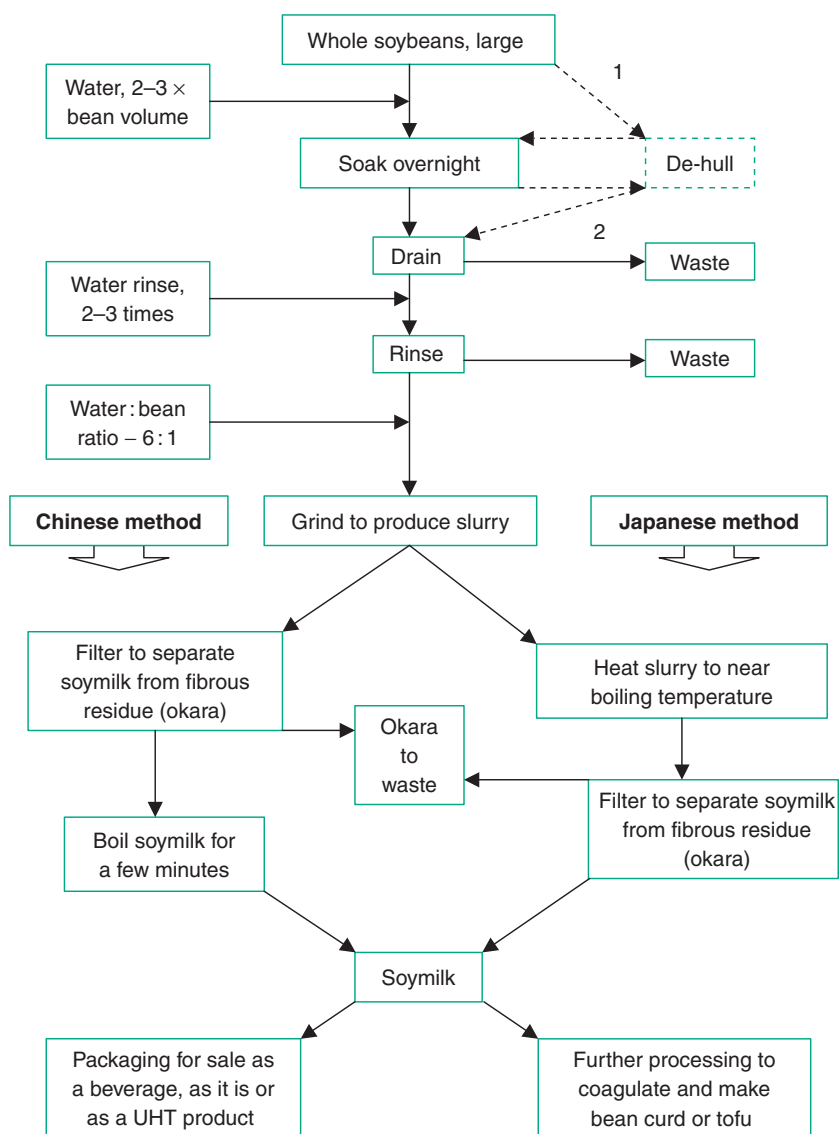 Whole soybeans, large
1
Water, 2–3 ×
bean volume
Soak overnight
De-hull
2
Drain
Waste
Water rinse,
2–3 times
Rinse
Waste
Water : bean
ratio – 6 : 1
Chinese method
Grind to produce slurry
Japanese method
Filter to separate
soymilk from fibrous
residue (okara)
Heat slurry to near
boiling temperature
Okara
to
waste
Boil soymilk for
a few minutes
Filter to separate soymilk
from fibrous residue
(okara)
Soymilk
Packaging for sale as
a beverage, as it is or
as a UHT product
Further processing to
coagulate and make
bean curd or tofu